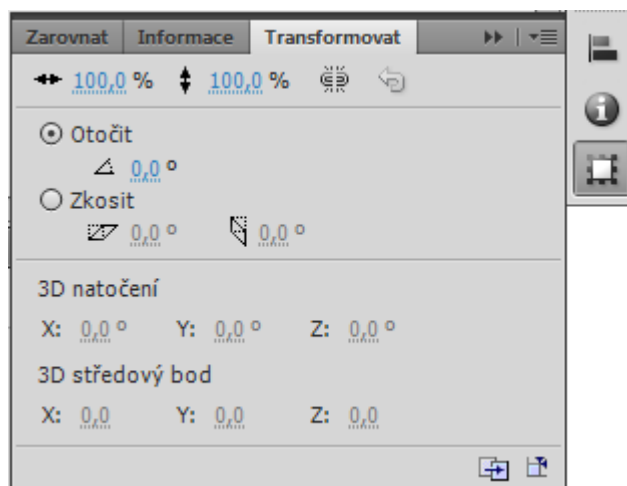 Zarovnat Informace Transformovat
100,0 % 100,0 %
Otočit
0,0 º
Zkosit
0,0 º 0,0 º
3D natočení
X: 0,0 º Y: 0,0 º Z: 0,0 º
3D středový bod
X: 0,0 Y: 0,0 Z: 0,0